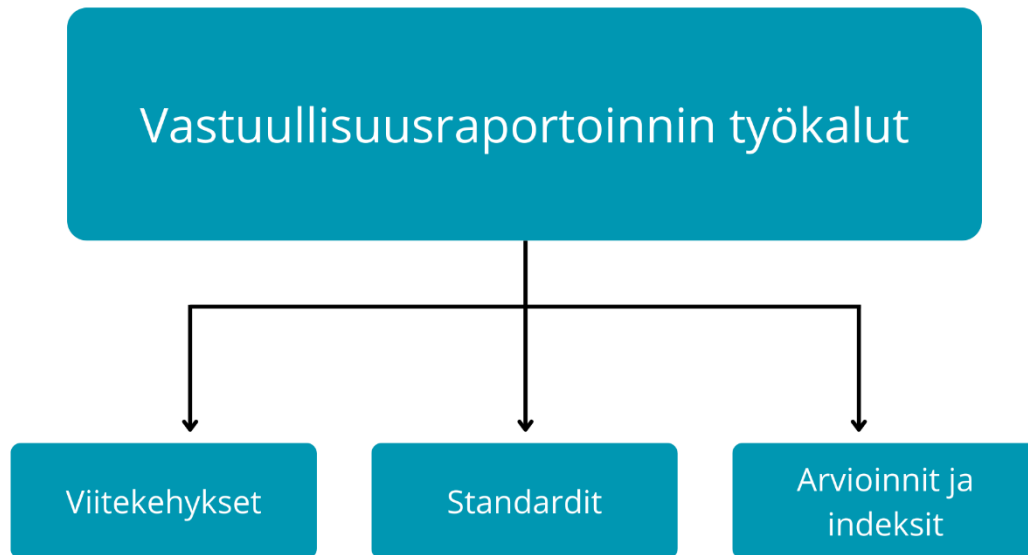 Vastuullisuusraportoinnin työkalut
Viitekehykset
Standardit
Arvioinnit ja
indeksit